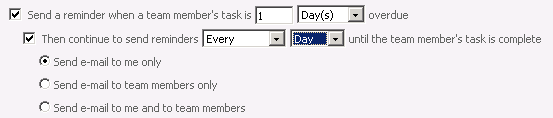 Send a reminder when a team member's task is 1 Day(s) overdue
Then continue to send reminders Every Day until the team member's task is complete
Send e-mail to me only
Send e-mail to team members only
Send e-mail to me and to team members